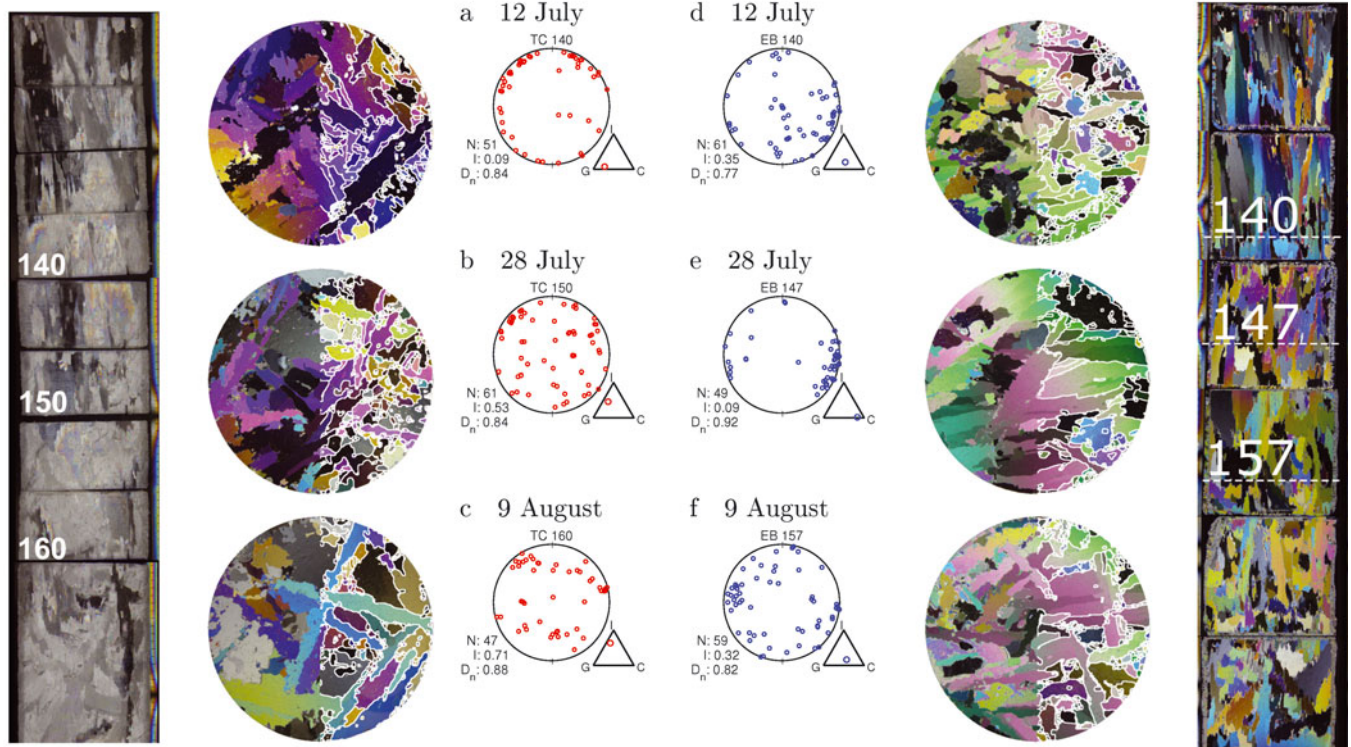 a 12 July
TC 140
N: 51
I: 0.09
Dn: 0.84
I
G C
d 12 July
EB 140
N: 61
I: 0.35
Dn: 0.77
I
G C
b 28 July
TC 150
N: 61
I: 0.53
Dn: 0.84
I
G C
e 28 July
EB 147
N: 49
I: 0.09
Dn: 0.92
I
G C
c 9 August
TC 160
N: 47
I: 0.71
Dn: 0.88
I
G C
f 9 August
EB 157
N: 59
I: 0.32
Dn: 0.82
I
G C
140
150
160
140
147
157